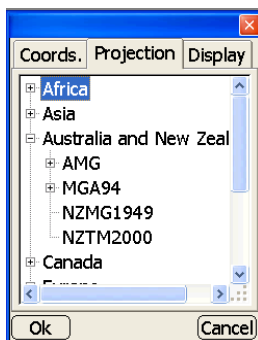 Coords. Projection Display
Africa
Asia
Australia and New Zeal
AMG
MGA94
NZMG1949
NZTM2000
Canada
Ok Cancel